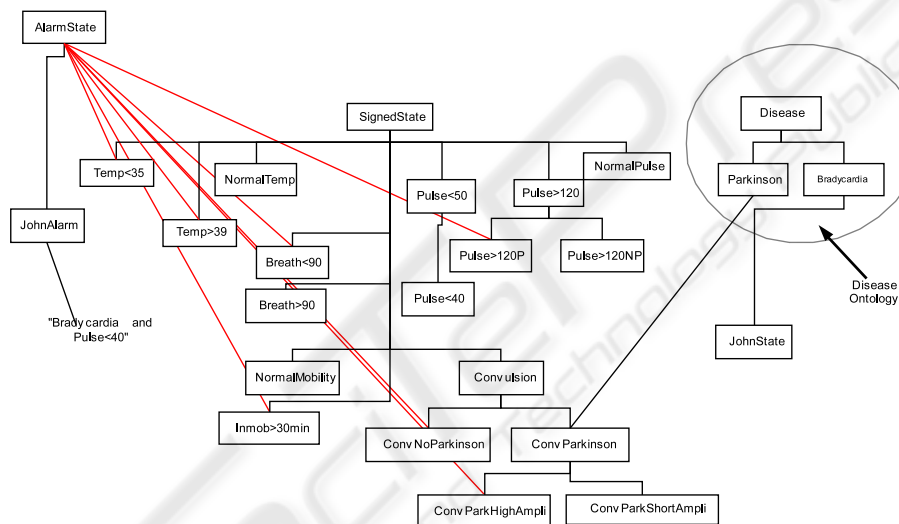 AlarmState
SignedState
Disease
Temp<35
NormalTemp
NormalPulse
Pulse<50
Pulse>120
Parkinson
Bradycardia
JohnAlarm
Temp>39
Breath<90
Pulse>120P
Pulse>120NP
Breath>90
Pulse<40
Disease
Ontology
"Brady cardia and
Pulse<40"
JohnState
NormalMobility
Convulsion
Inmob>30min
Conv NoParkinson
Conv Parkinson
Conv ParkHighAmpli
Conv ParkShortAmpli